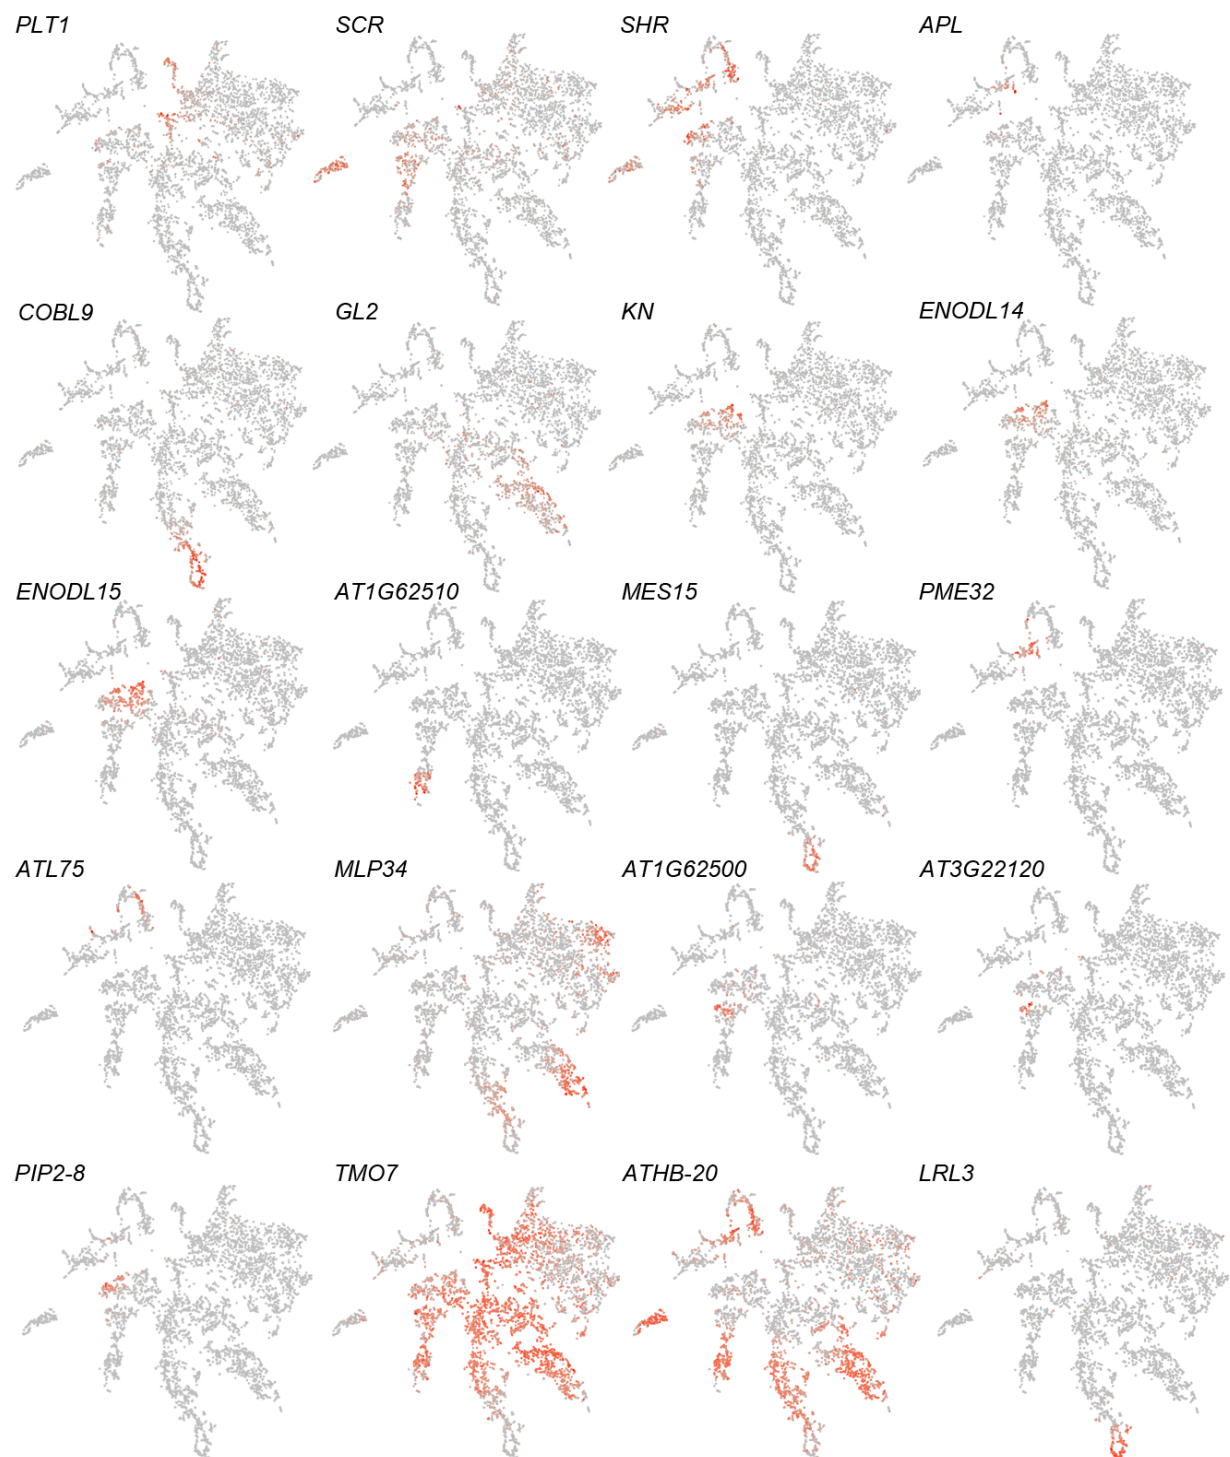 PLT1 SCR SHR APL
COBL9 GL2 KN ENODL14
ENODL15 AT1G62510 MES15 PME32
ATL75 MLP34 AT1G62500 AT3G22120
PIP2-8 TMO7 ATHB-20 LRL3